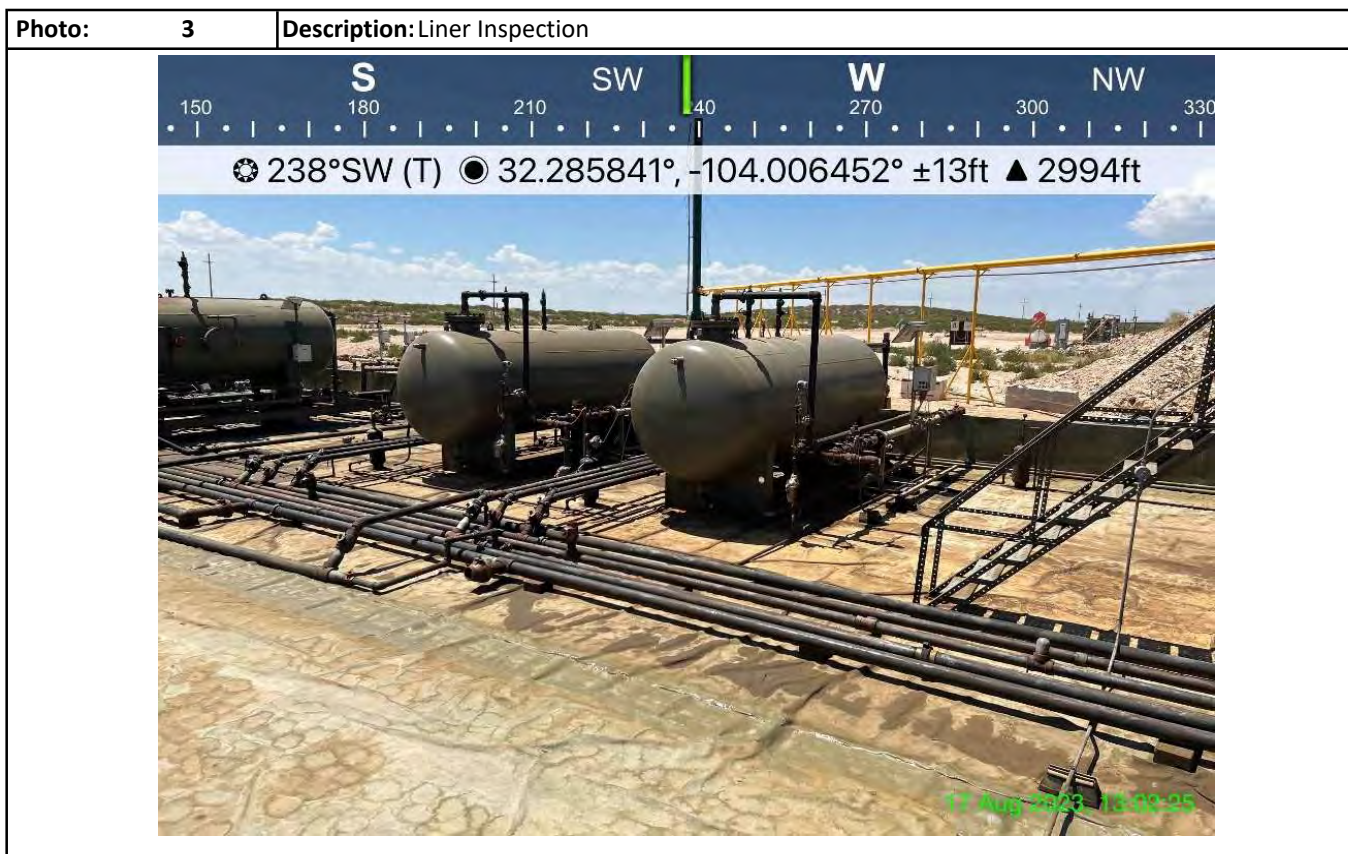 Photo: 3 Description: Liner Inspection
S SW W NW
150 180 210 240 270 300 330
238°SW (T) 32.285841°, -104.006452° ±13ft ▲ 2994ft
17 Aug 2023, 13:02:25